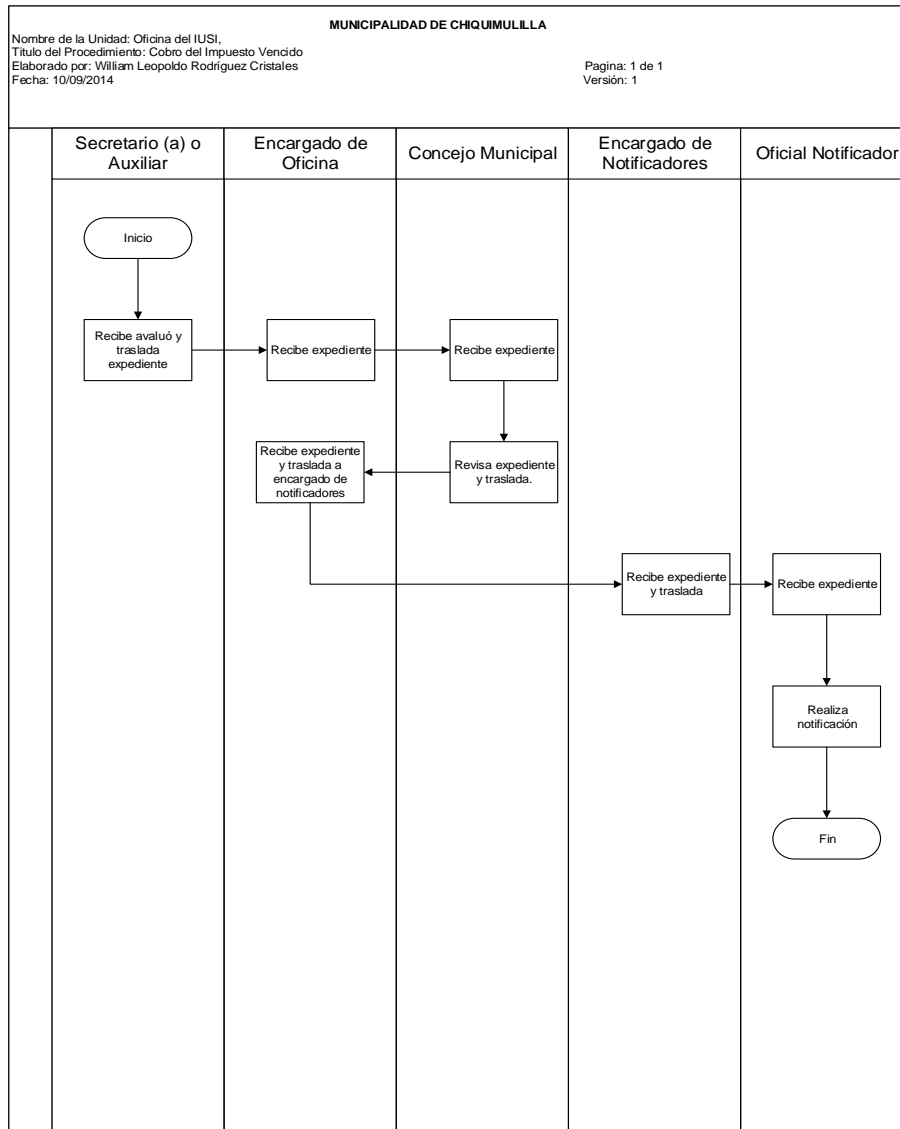 MUNICIPALIDAD DE CHIQUIMULILLA
Nombre de la Unidad: Oficina del IUSI,
Titulo del Procedimiento: Cobro del Impuesto Vencido
Elaborado por: William Leopoldo Rodríguez Cristales
Pagina: 1 de 1
Fecha: 10/09/2014
Versión: 1
Secretario (a) o
Auxiliar
Encargado de
Oficina
Concejo Municipal
Encargado de
Notificadores
Oficial Notificador
Inicio
Recibe avaluó y
traslada
expediente
Recibe expediente
Recibe expediente
Recibe expediente
y traslada a
encargado de
notificadores
Revisa expediente
y traslada.
Recibe expediente
y traslada
Recibe expediente
Realiza
notificación
Fin